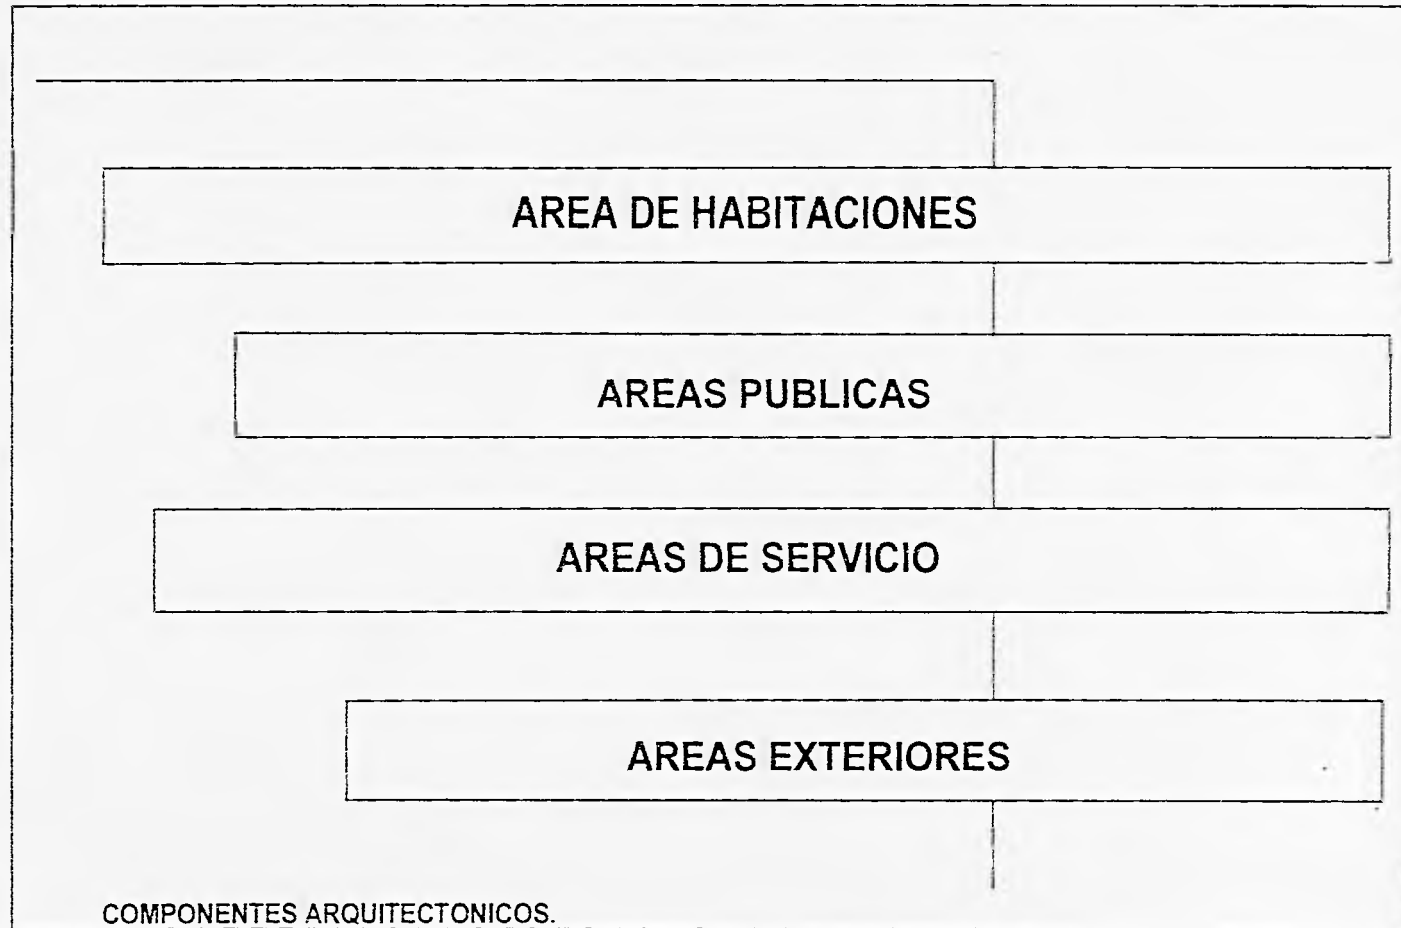 AREA DE HABITACIONES
AREAS PUBLICAS
AREAS DE SERVICIO
AREAS EXTERIORES
COMPONENTES ARQUITECTONICOS.